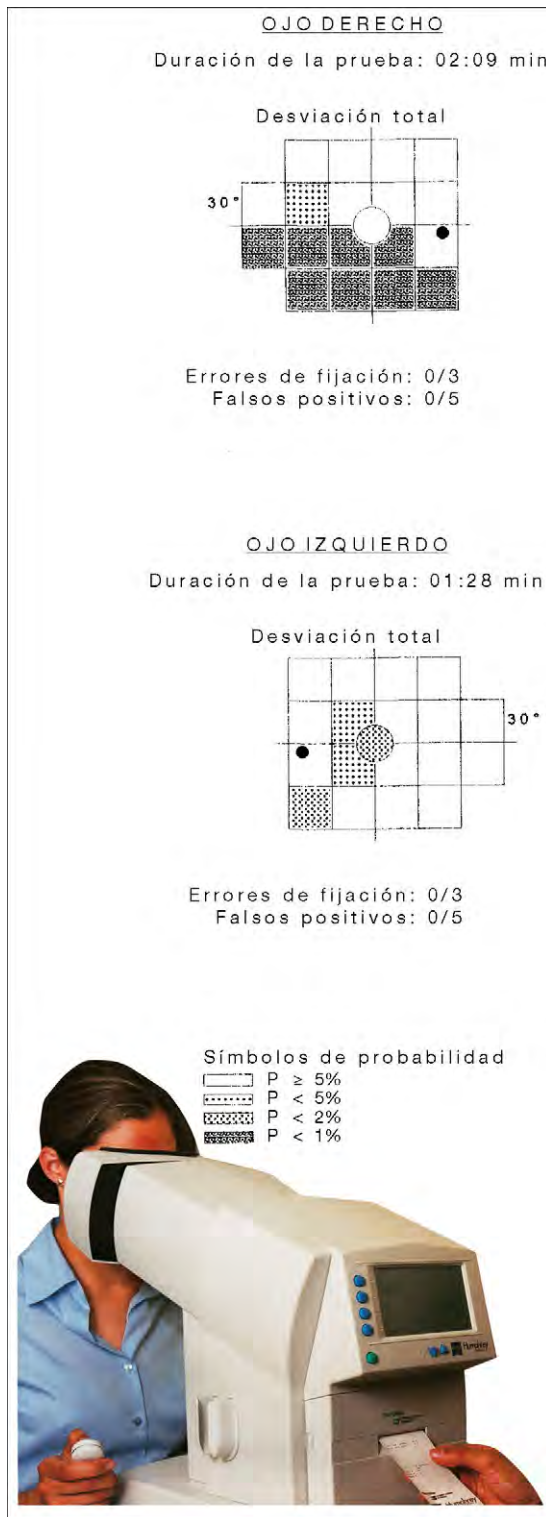 OJO DERECHO
Duración de la prueba: 02:09 min
Desviación total
30°
Errores de fijación: 0/3
Falsos positivos: 0/5
OJO IZQUIERDO
Duración de la prueba: 01:28 min
Desviación total
30°
Errores de fijación: 0/3
Falsos positivos: 0/5
Símbolos de probabilidad
P ≥ 5%
P < 5%
P < 2%
P < 1%
Humphrey
Humphrey